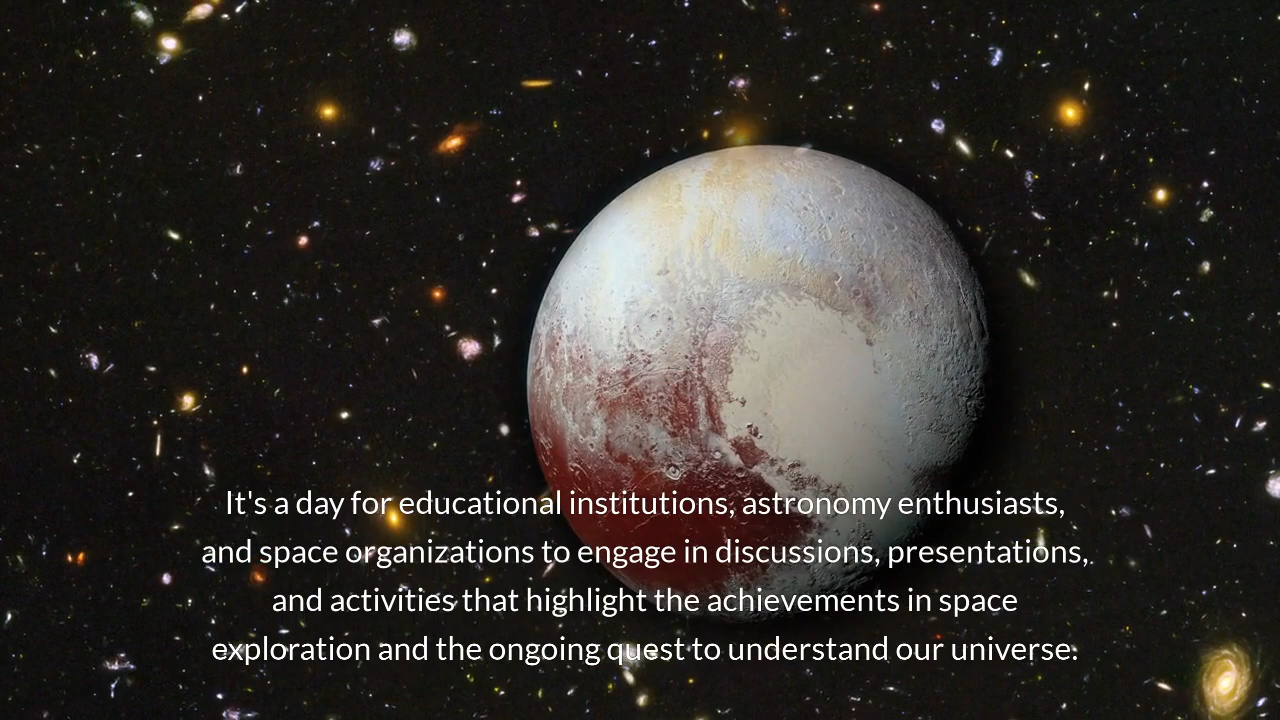 It's a day for educational institutions, astronomy enthusiasts,
and space organizations to engage in discussions, presentations,
and activities that highlight the achievements in space
exploration and the ongoing quest to understand our universe.